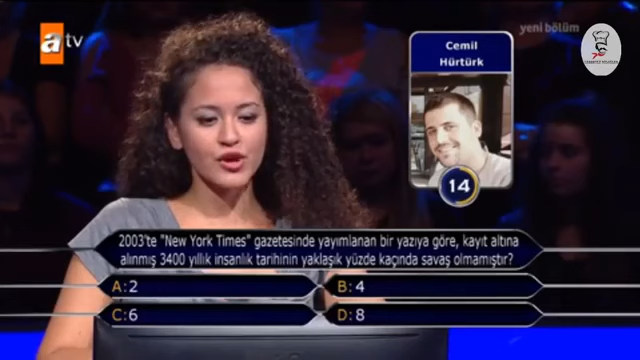 atv
yeni bölüm
Cemil
Hürtürk
14
2003'te "New York Times" gazetesinde yayımlanan bir yazıya göre, kayıt altına
alınmış 3400 yıllık insanlık tarihinin yaklaşık yüzde kaçında savaş olmamıştır?
A: 2
B: 4
C: 6
D: 8